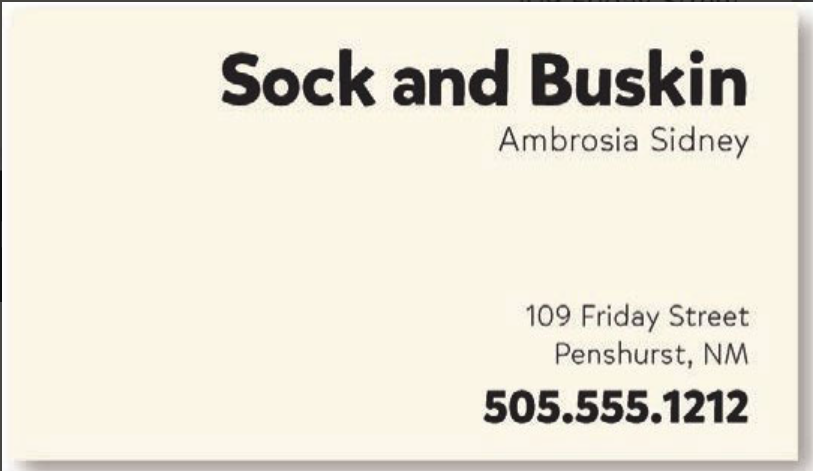 Sock and Buskin
Ambrosia Sidney
109 Friday Street
Penshurst, NM
505.555.1212